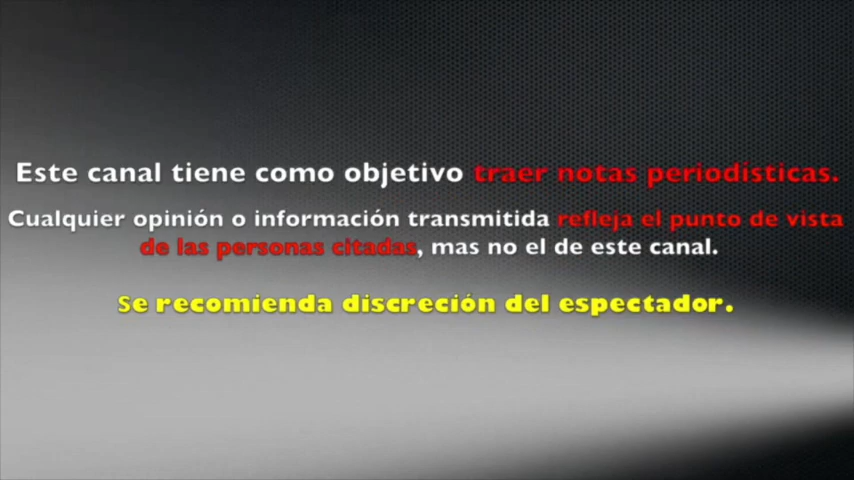 Este canal tiene como objetivo traer notas periodisticas.
Cualquier opinión o información transmitida refleja el punto de vista
de las personas citadas, mas no el de este canal.
Se recomienda discreción del espectador.